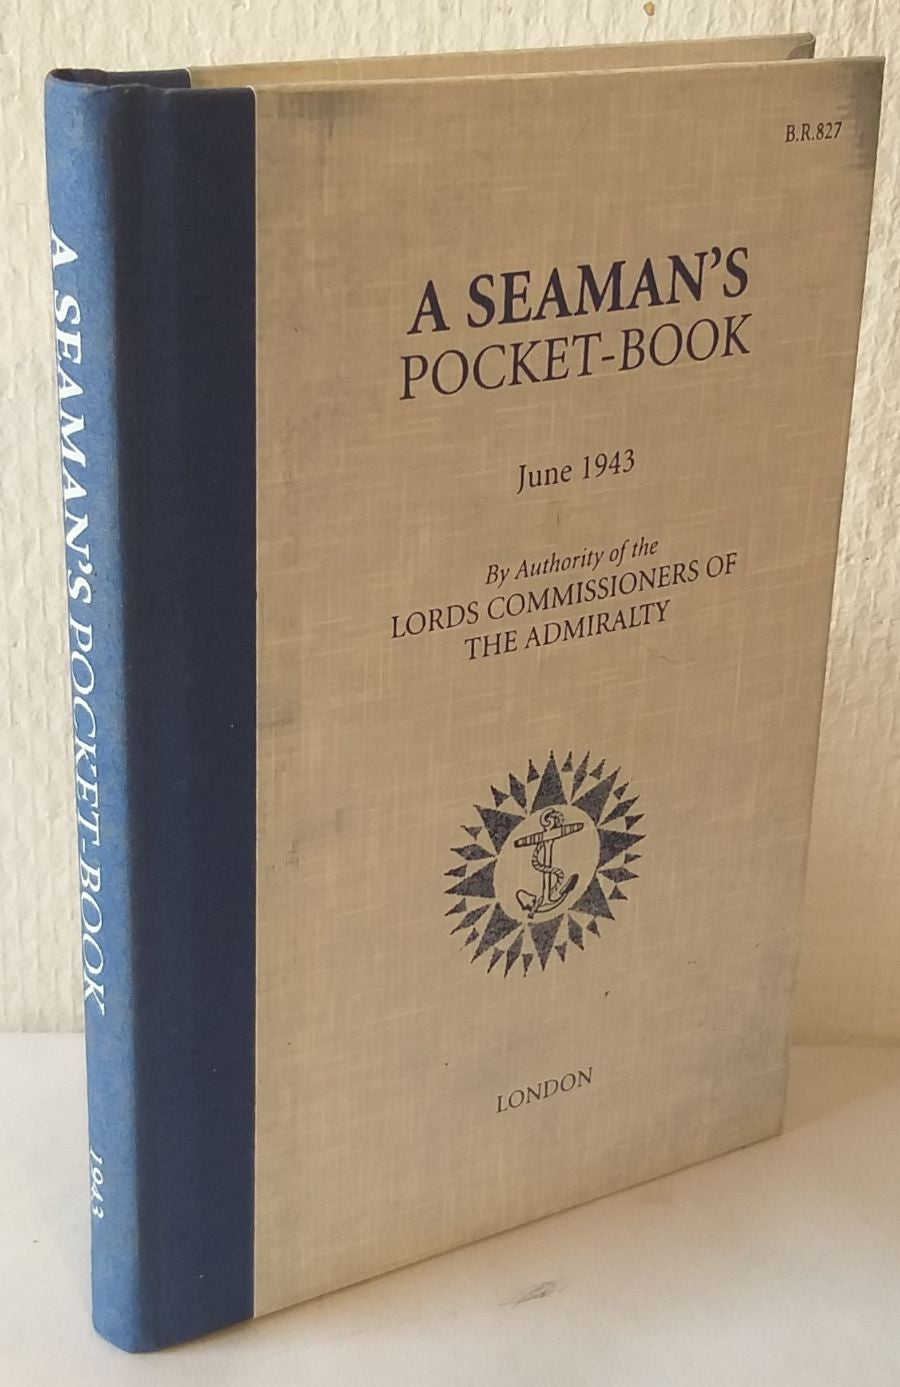 A SEAMAN'S POCKET-BOOK 1943
B.R.827
A SEAMAN'S
POCKET-BOOK
June 1943
By Authority of the
LORDS COMMISSIONERS OF
THE ADMIRALTY
LONDON